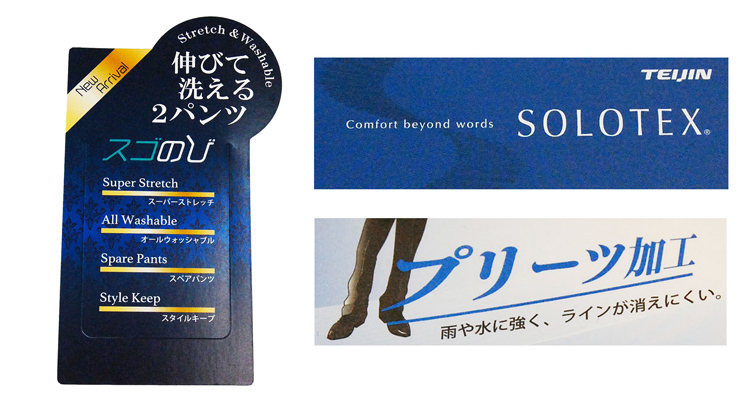 New
Arrival
Stretch & Washable
伸びて
洗える
2パンツ
スゴのび
Super Stretch
スーパーストレッチ
All Washable
オールウォッシャブル
Spare Pants
スペアパンツ
Style Keep
スタイルキープ
TEIJIN
Comfort beyond words
SOLOTEX®
プリーツ加工
雨や水に強く、ラインが消えにくい。